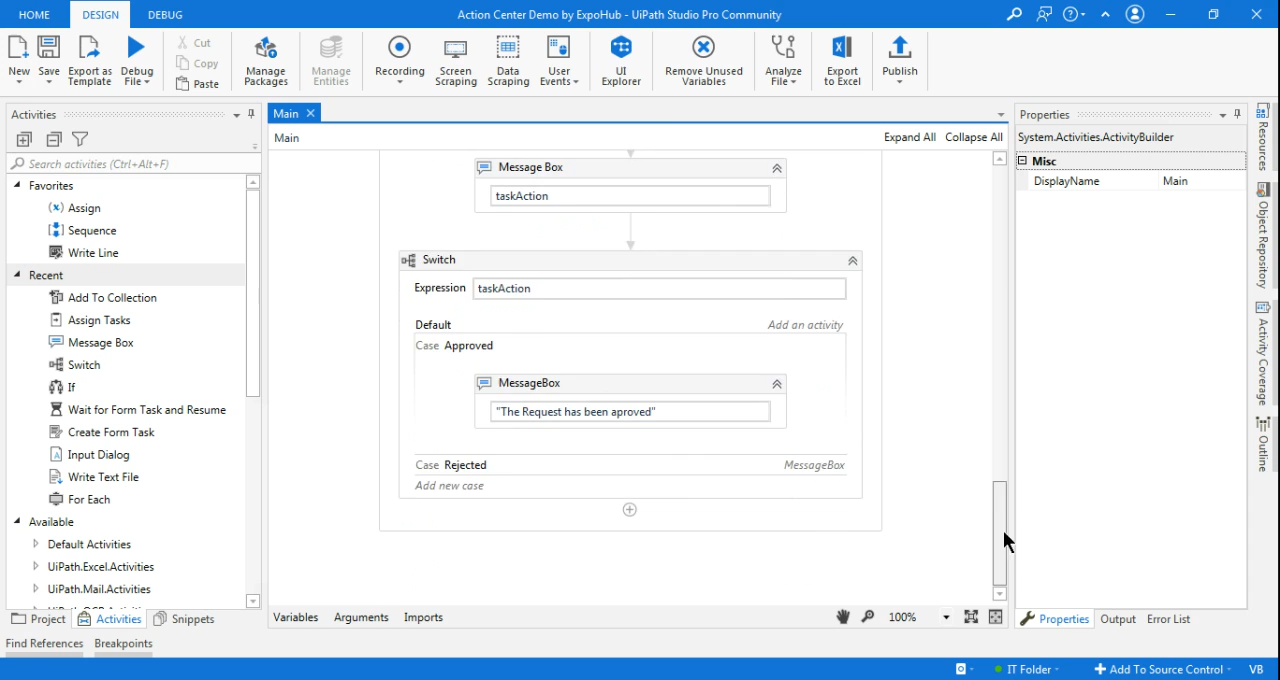 HOME DESIGN DEBUG Action Center Demo by ExpoHub - UiPath Studio Pro Community
New Save Export as Template Debug File Cut Copy Paste Manage Packages Manage Entities Recording Screen Scraping Data Scraping User Events UI Explorer Remove Unused Variables Analyze File Export to Excel Publish
Activities
Search activities (Ctrl+Alt+F)
Favorites
Assign
Sequence
Write Line
Recent
Add To Collection
Assign Tasks
Message Box
Switch
If
Wait for Form Task and Resume
Create Form Task
Input Dialog
Write Text File
For Each
Available
Default Activities
UiPath.Excel.Activities
UiPath.Mail.Activities
Project Activities Snippets
Find References Breakpoints
Main
Main Expand All Collapse All
Message Box
taskAction
Switch
Expression taskAction
Default Add an activity
Case Approved
MessageBox
"The Request has been aproved"
Case Rejected MessageBox
Add new case
Variables Arguments Imports 100%
Properties
System.Activities.ActivityBuilder
Misc
DisplayName Main
Properties Output Error List
Resources
Object Repository
Activity Coverage
Outline
IT Folder Add To Source Control VB